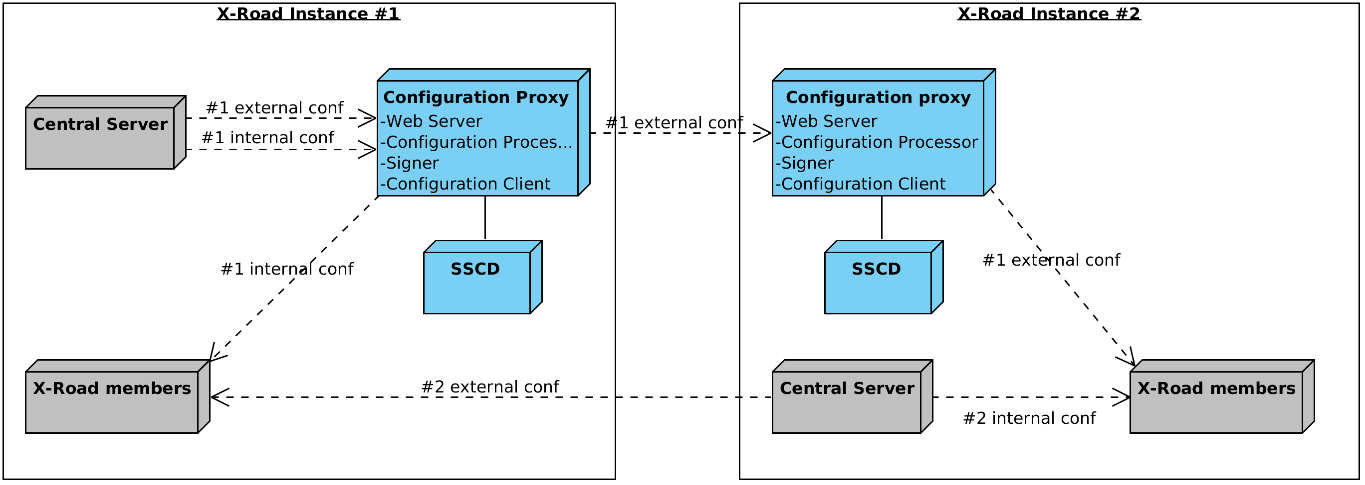 X-Road Instance #1
X-Road Instance #2
Central Server
#1 external conf
#1 internal conf
Configuration Proxy
-Web Server
-Configuration Proces...
-Signer
-Configuration Client
#1 external conf
Configuration proxy
-Web Server
-Configuration Processor
-Signer
-Configuration Client
#1 internal conf
SSCD
SSCD
#1 external conf
X-Road members
#2 external conf
Central Server
#2 internal conf
X-Road members